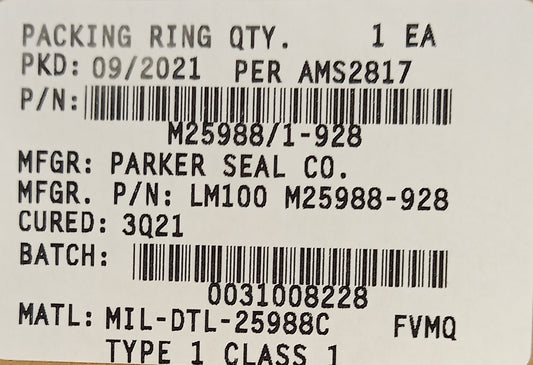 PACKING RING QTY. 1 EA
PKD: 09/2021 PER AMS2817
P/N:
M25988/1-928
MFGR: PARKER SEAL CO.
MFGR. P/N: LM100 M25988-928
CURED: 3Q21
BATCH:
0031008228
MATL: MIL-DTL-25988C FVMQ
TYPE 1 CLASS 1